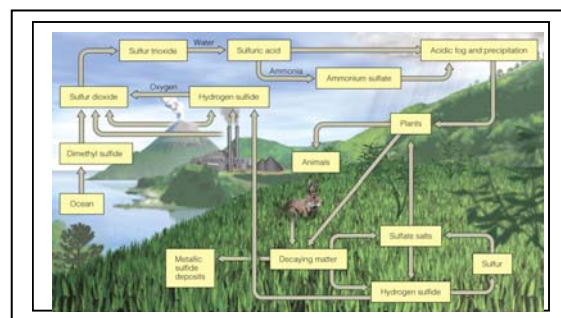 Sulfur trioxide
Water
Sulfuric acid
Acidic fog and precipitation
Ammonia
Ammonium sulfate
Oxygen
Sulfur dioxide
Hydrogen sulfide
Plants
Dimethyl sulfide
Animals
Ocean
Sulfate salts
Metallic
sulfide
deposits
Decaying matter
Sulfur
Hydrogen sulfide